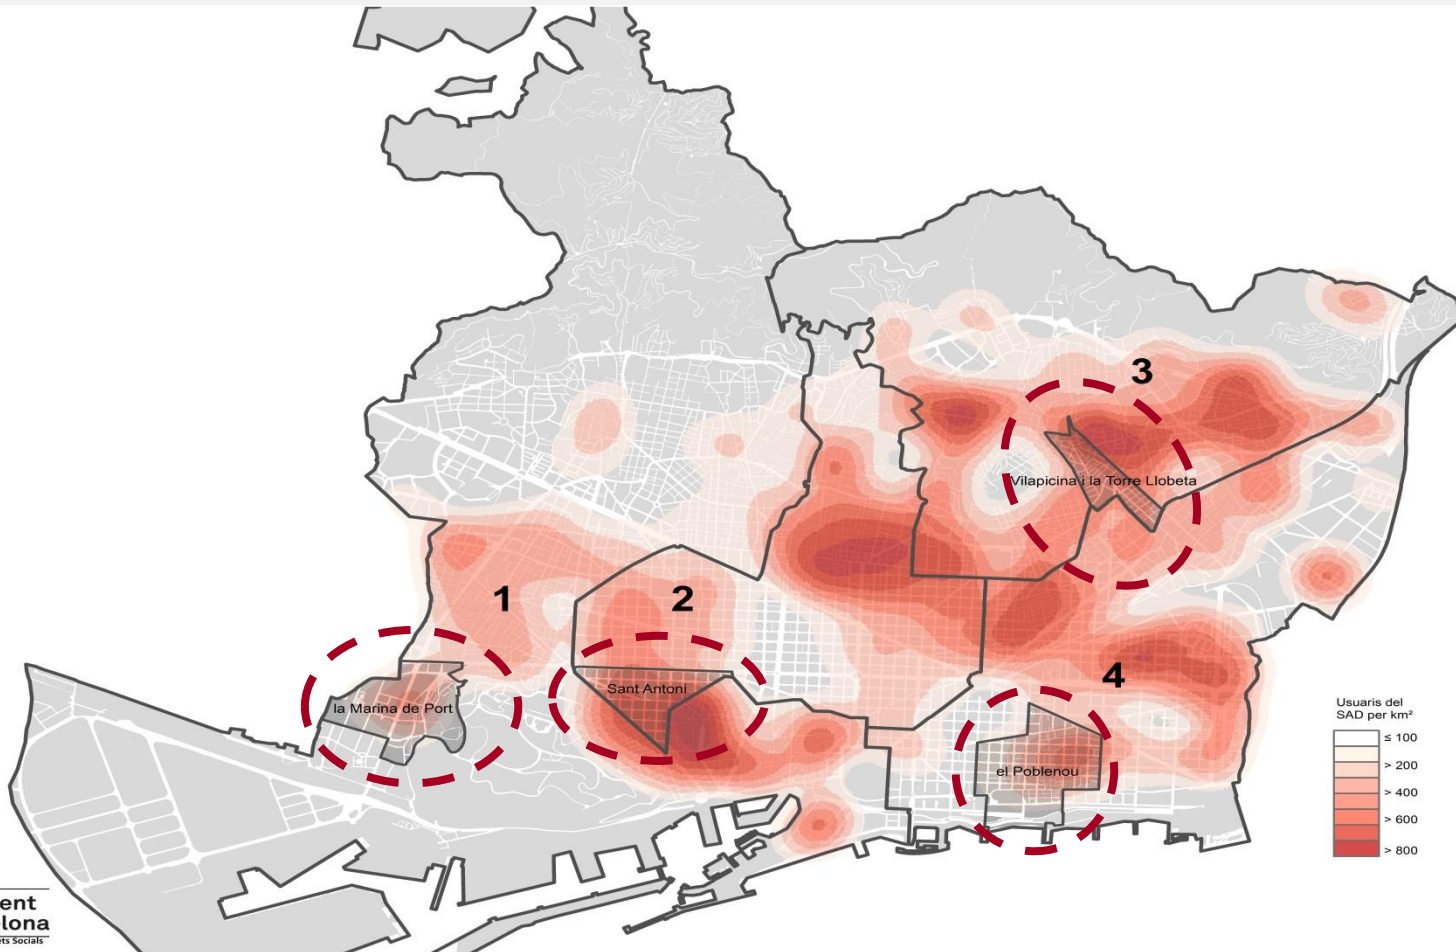 3
Vilapicina i la Torre Llobeta
1
2
Sant Antoni
4
la Marina de Port
el Poblenou
Usuaris del
SAD per km²
≤ 100
> 200
> 400
> 600
> 800
ent
lona
ets Socials